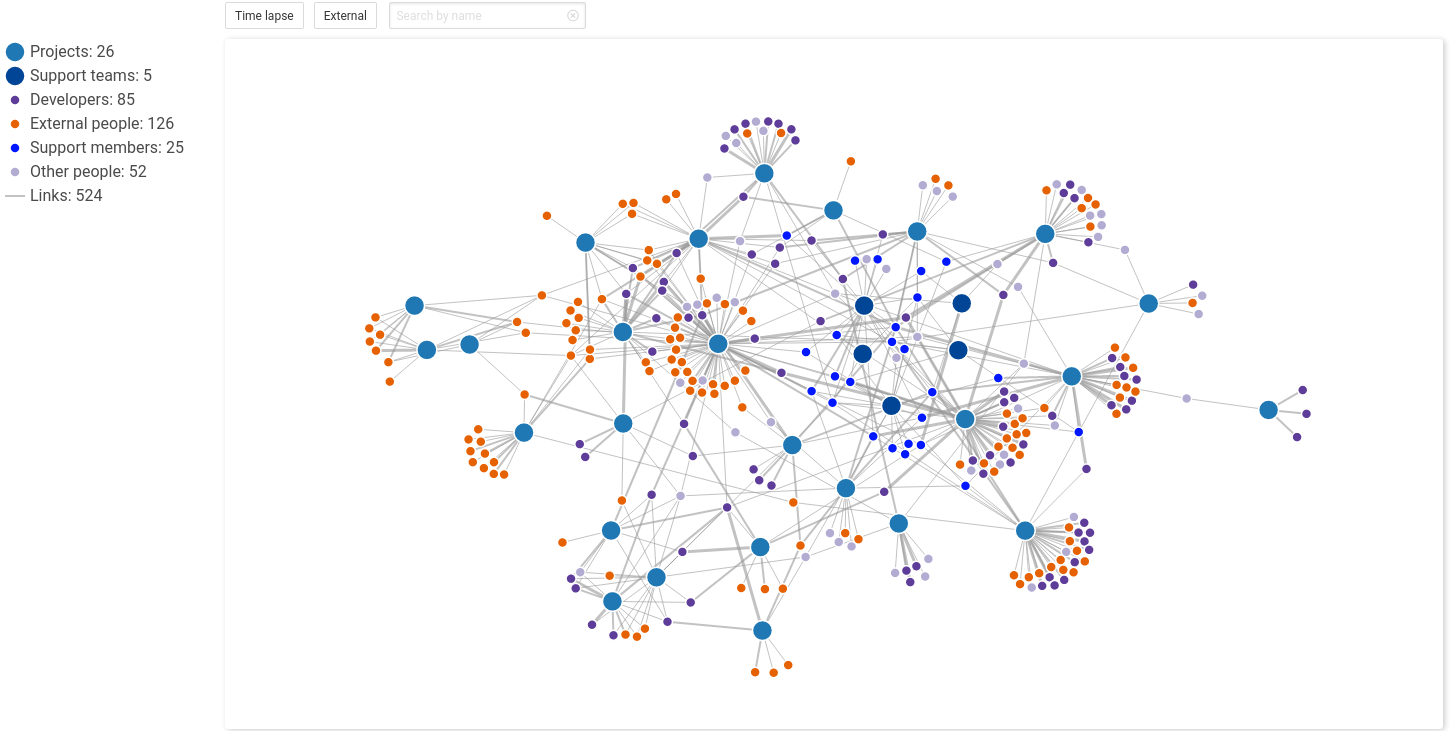 Time lapse
External
Search by name
Projects: 26
Support teams: 5
Developers: 85
External people: 126
Support members: 25
Other people: 52
Links: 524